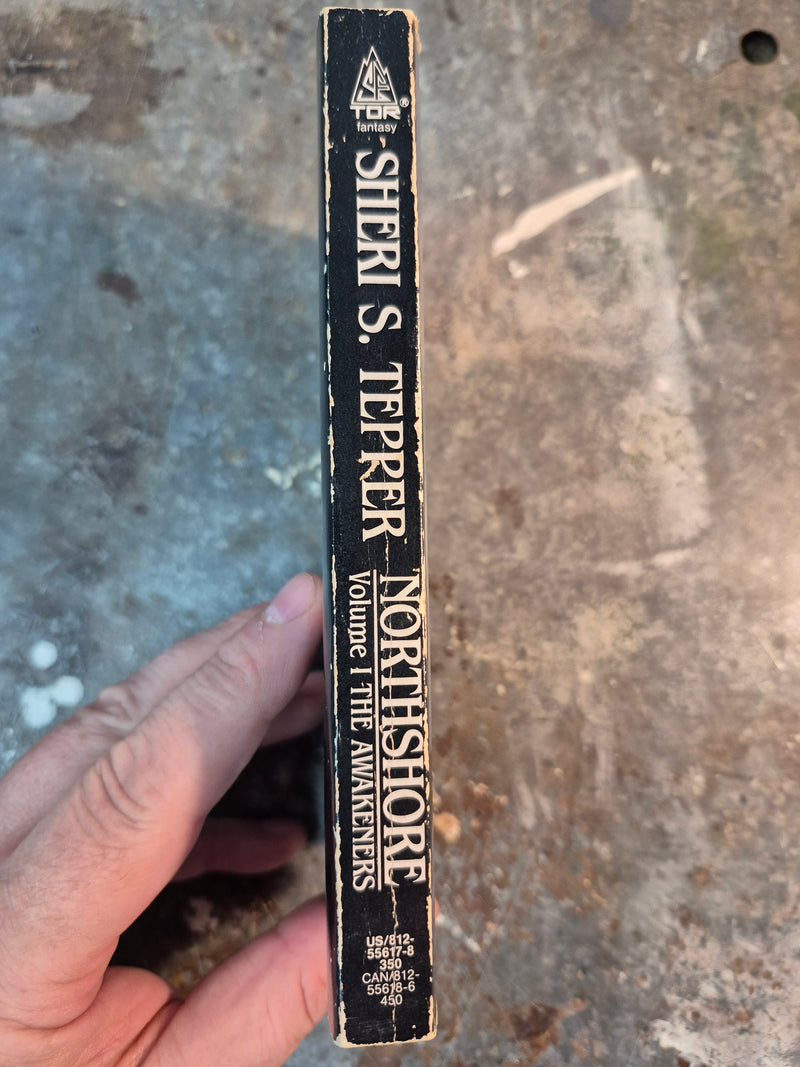 TOR®
fantasy
SHERI S. TEPPER
NORTHSHORE
Volume I THE AWAKENERS
US/812-
55617-8
350
CAN/812-
55618-6
450